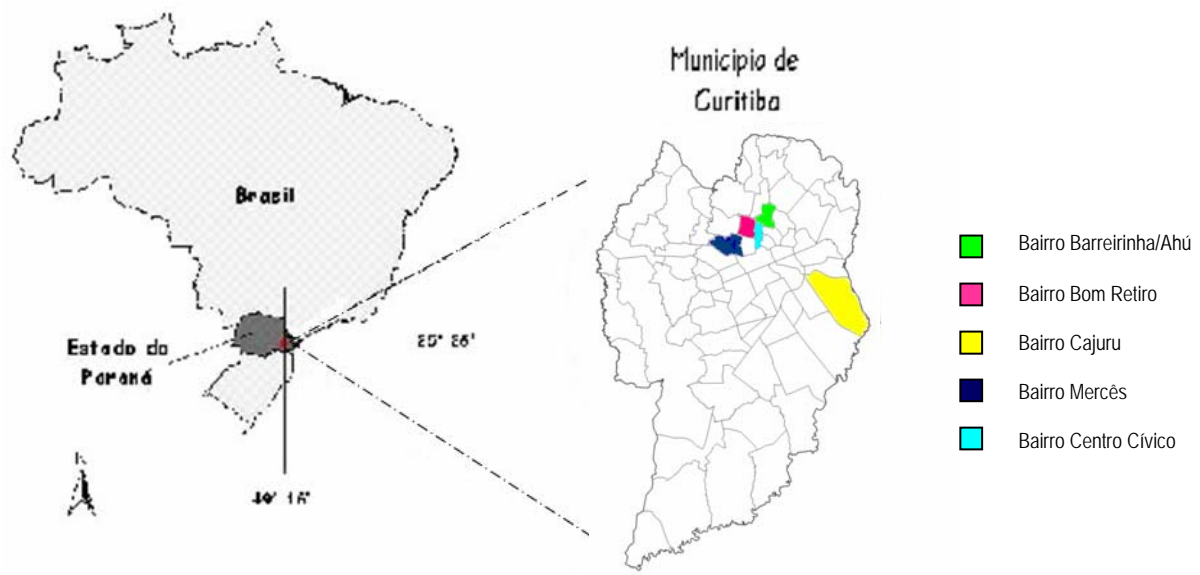 Município de
Curitiba
Brasil
Estado do
Paraná
25° 26'
49° 16'
N
Bairro Barreirinha/Ahú
Bairro Bom Retiro
Bairro Cajuru
Bairro Mercês
Bairro Centro Cívico